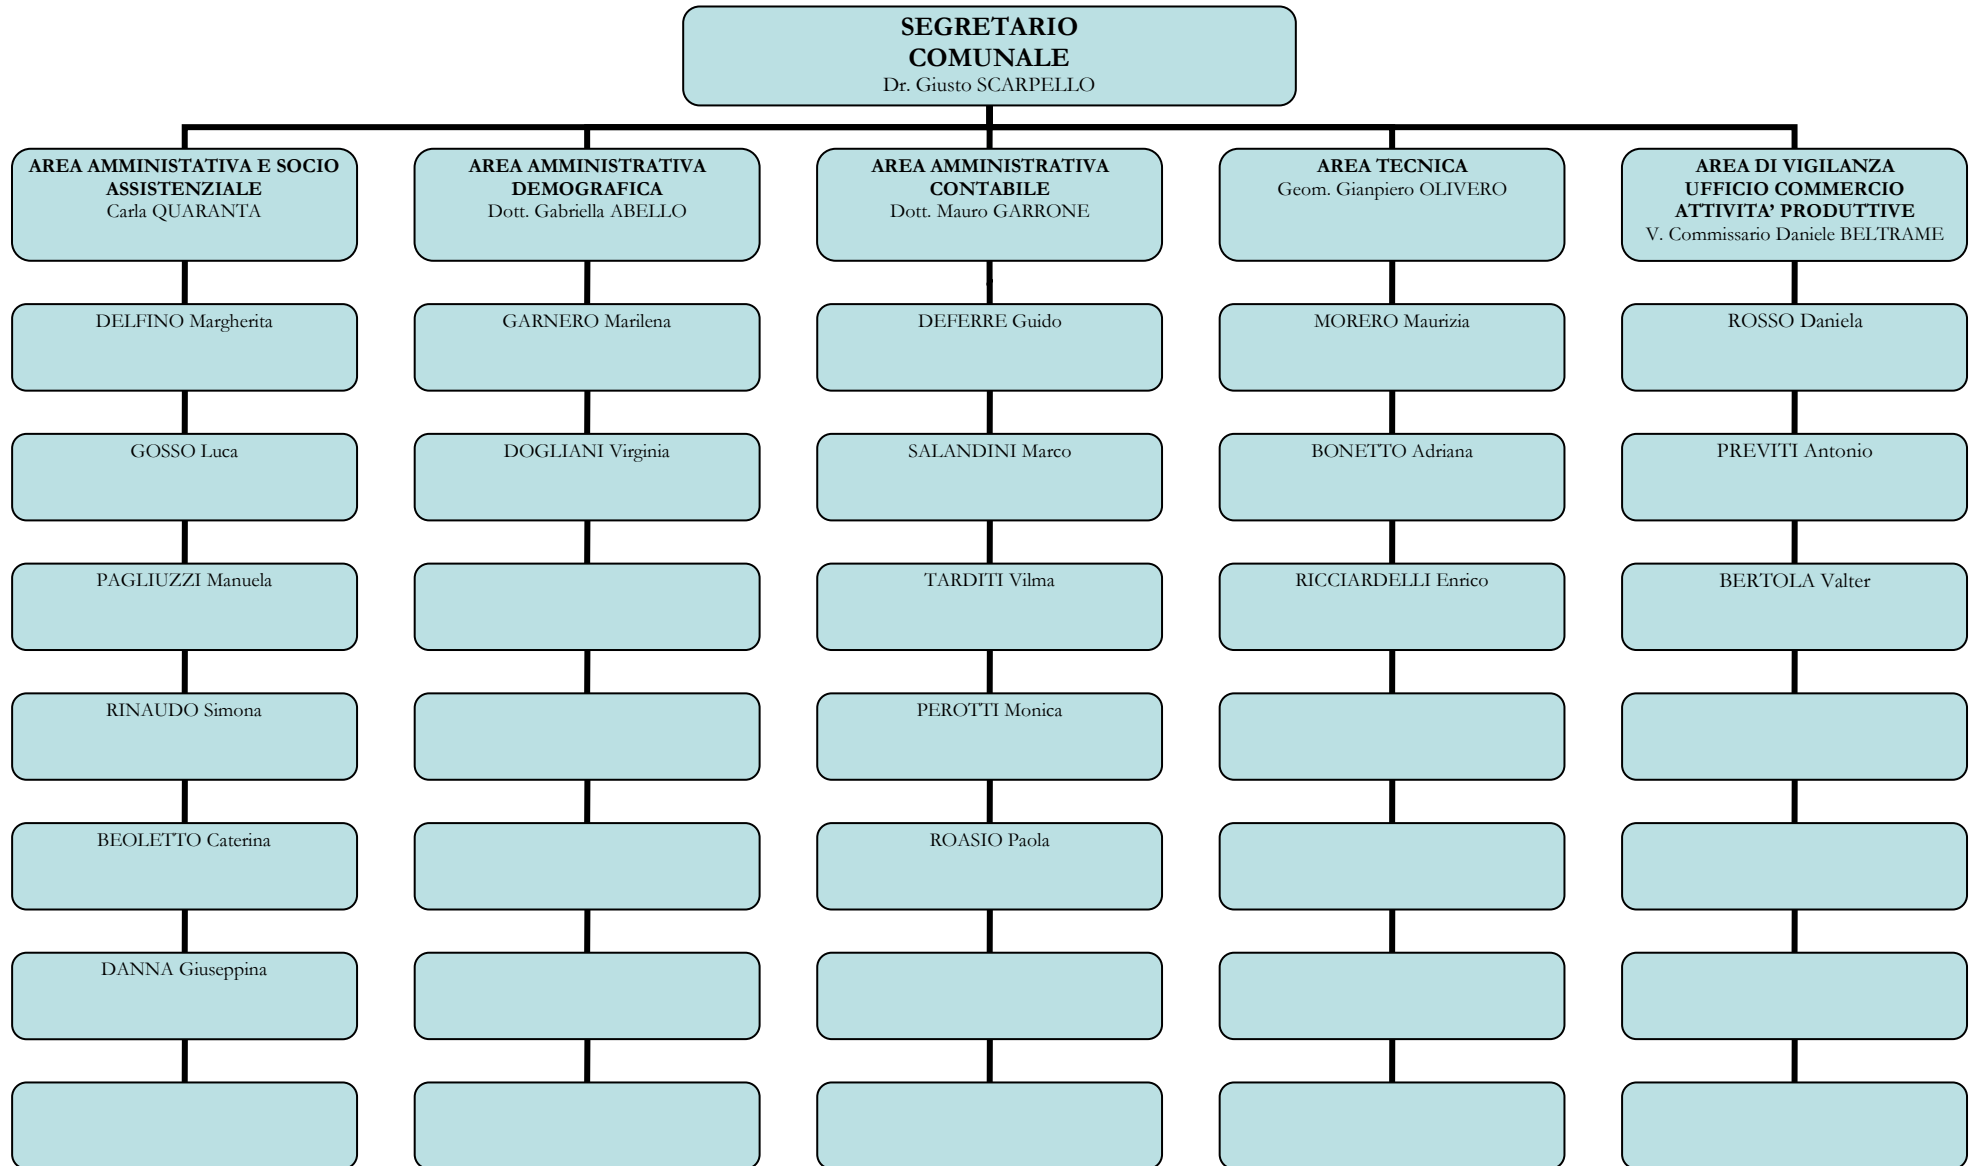 SEGRETARIO
COMUNALE
Dr. Giusto SCARPELLO
AREA AMMINISTATIVA E SOCIO
ASSISTENZIALE
Carla QUARANTA
AREA AMMINISTRATIVA
DEMOGRAFICA
Dott. Gabriella ABELLO
AREA AMMINISTRATIVA
CONTABILE
Dott. Mauro GARRONE
AREA TECNICA
Geom. Gianpiero OLIVERO
AREA DI VIGILANZA
UFFICIO COMMERCIO
ATTIVITA’ PRODUTTIVE
V. Commissario Daniele BELTRAME
DELFINO Margherita
GARNERO Marilena
DEFERRE Guido
MORERO Maurizia
ROSSO Daniela
GOSSO Luca
DOGLIANI Virginia
SALANDINI Marco
BONETTO Adriana
PREVITI Antonio
PAGLIUZZI Manuela
TARDITI Vilma
RICCIARDELLI Enrico
BERTOLA Valter
RINAUDO Simona
PEROTTI Monica
BEOLETTO Caterina
ROASIO Paola
DANNA Giuseppina